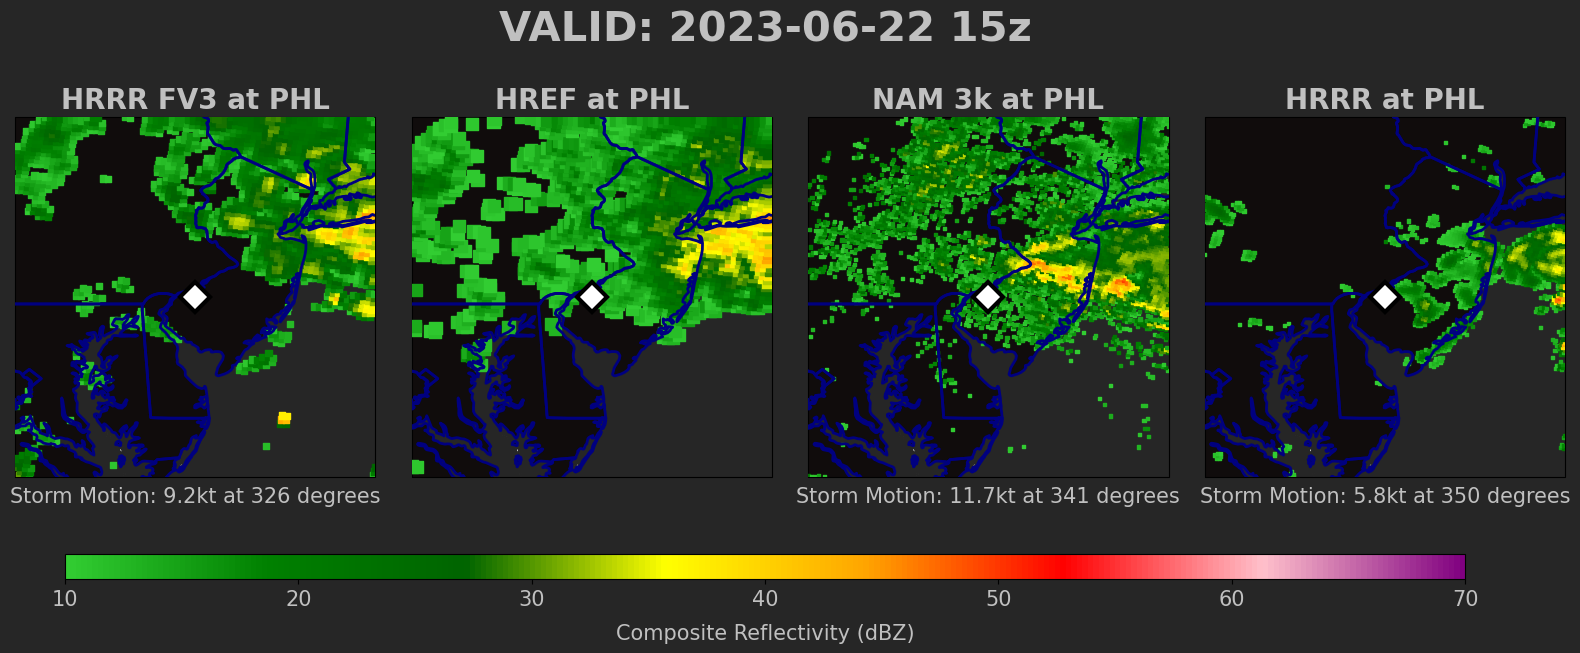 VALID: 2023-06-22 15z
HRRR FV3 at PHL
HREF at PHL
NAM 3k at PHL
HRRR at PHL
Storm Motion: 9.2kt at 326 degrees
Storm Motion: 11.7kt at 341 degrees
Storm Motion: 5.8kt at 350 degrees
10 20 30 40 50 60 70
Composite Reflectivity (dBZ)